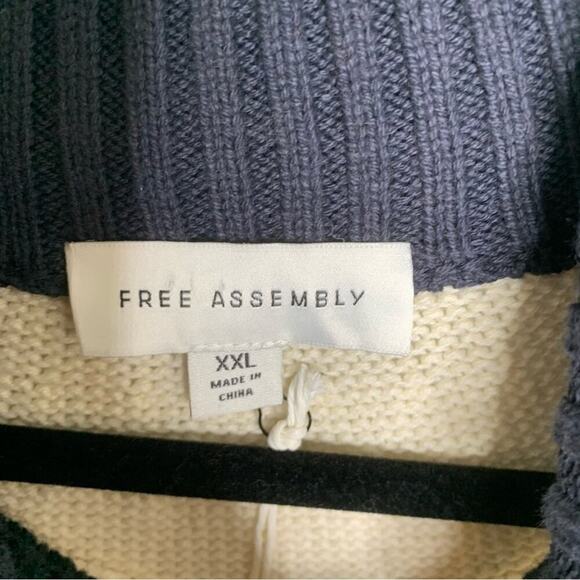 FREE ASSEMBLY
XXL
MADE IN
CHINA